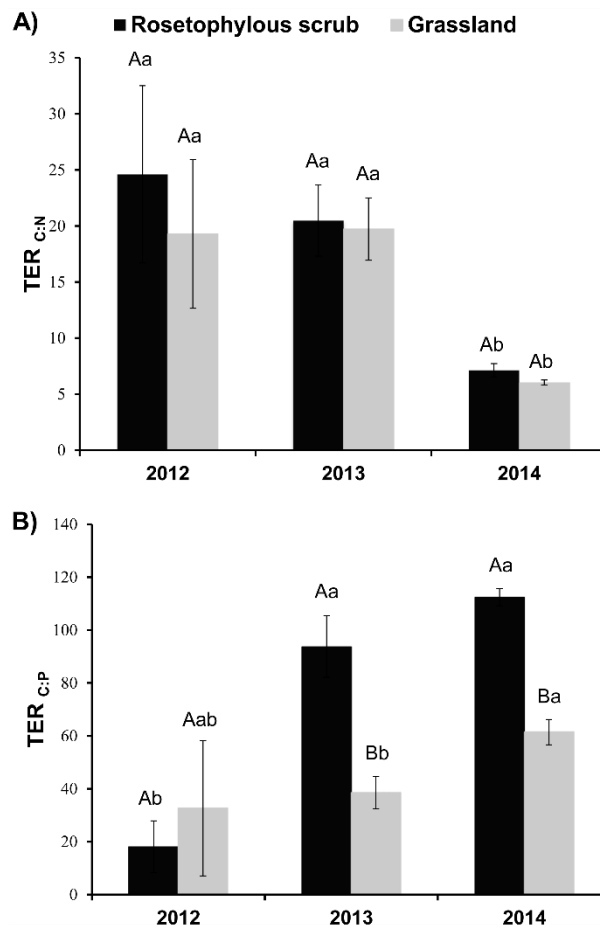 A) Rosetophylous scrub Grassland
35
30
25
20
15
10
5
0
TER C:N
Aa
Aa
Aa
Aa
Ab
Ab
2012 2013 2014
B)
140
120
100
80
60
40
20
0
TER C:P
Ab
Aab
Aa
Bb
Aa
Ba
2012 2013 2014